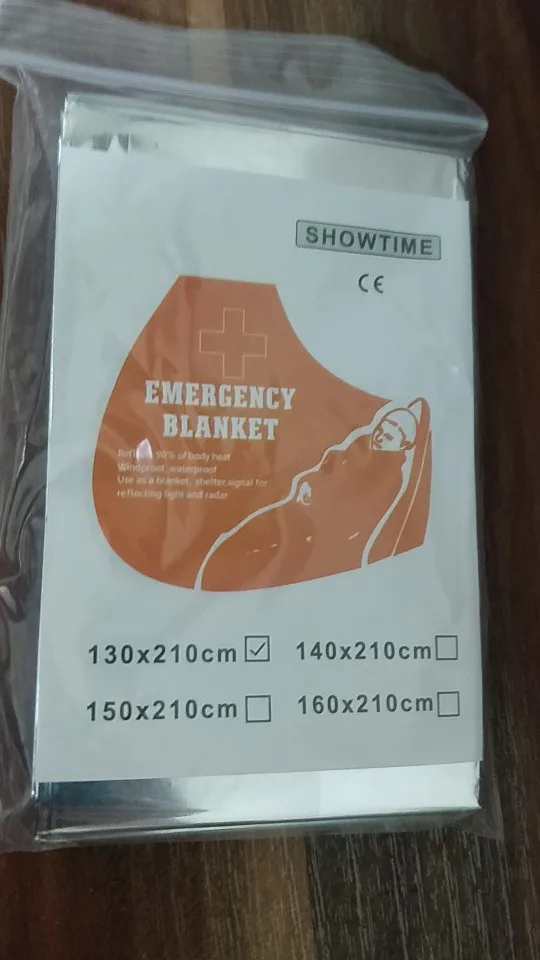 SHOWTIME
CE
EMERGENCY
BLANKET
Reflects 90% of body heat
Windproof, waterproof
Use as a blanket, shelter, signal for
reflecting light and radar
130x210cm 140x210cm
150x210cm 160x210cm